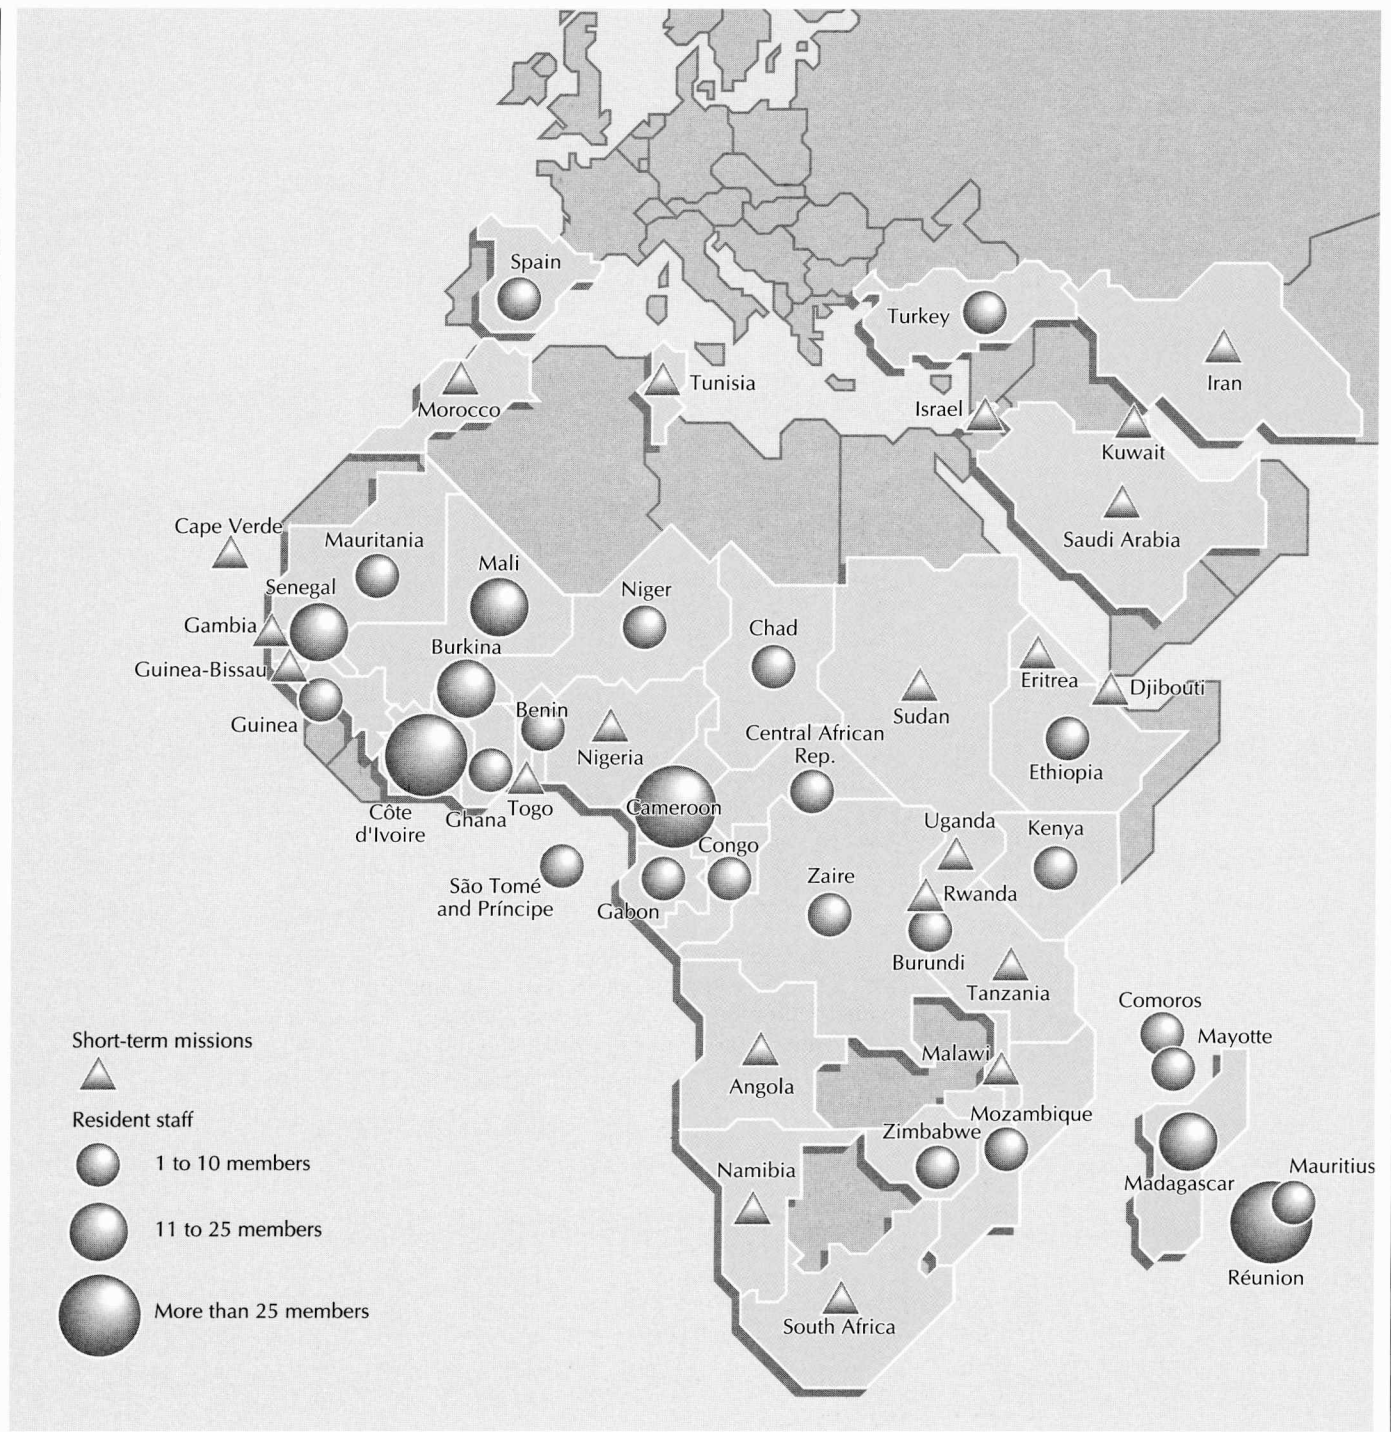 Spain
Turkey
Iran
Tunisia
Morocco
Israel
Kuwait
Cape Verde
Saudi Arabia
Mauritania
Mali
Senegal
Niger
Gambia
Chad
Burkina
Guinea-Bissau
Eritrea
Djibouti
Benin
Sudan
Guinea
Central African
Rep.
Nigeria
Ethiopia
Cameroon
Togo
Côte
d'Ivoire
Ghana
Uganda
Kenya
Congo
Zaire
São Tomé
and Príncipe
Gabon
Rwanda
Burundi
Tanzania
Comoros
Mayotte
Short-term missions
Malawi
Angola
Resident staff
Mozambique
Zimbabwe
1 to 10 members
Namibia
Mauritius
Madagascar
11 to 25 members
Réunion
More than 25 members
South Africa